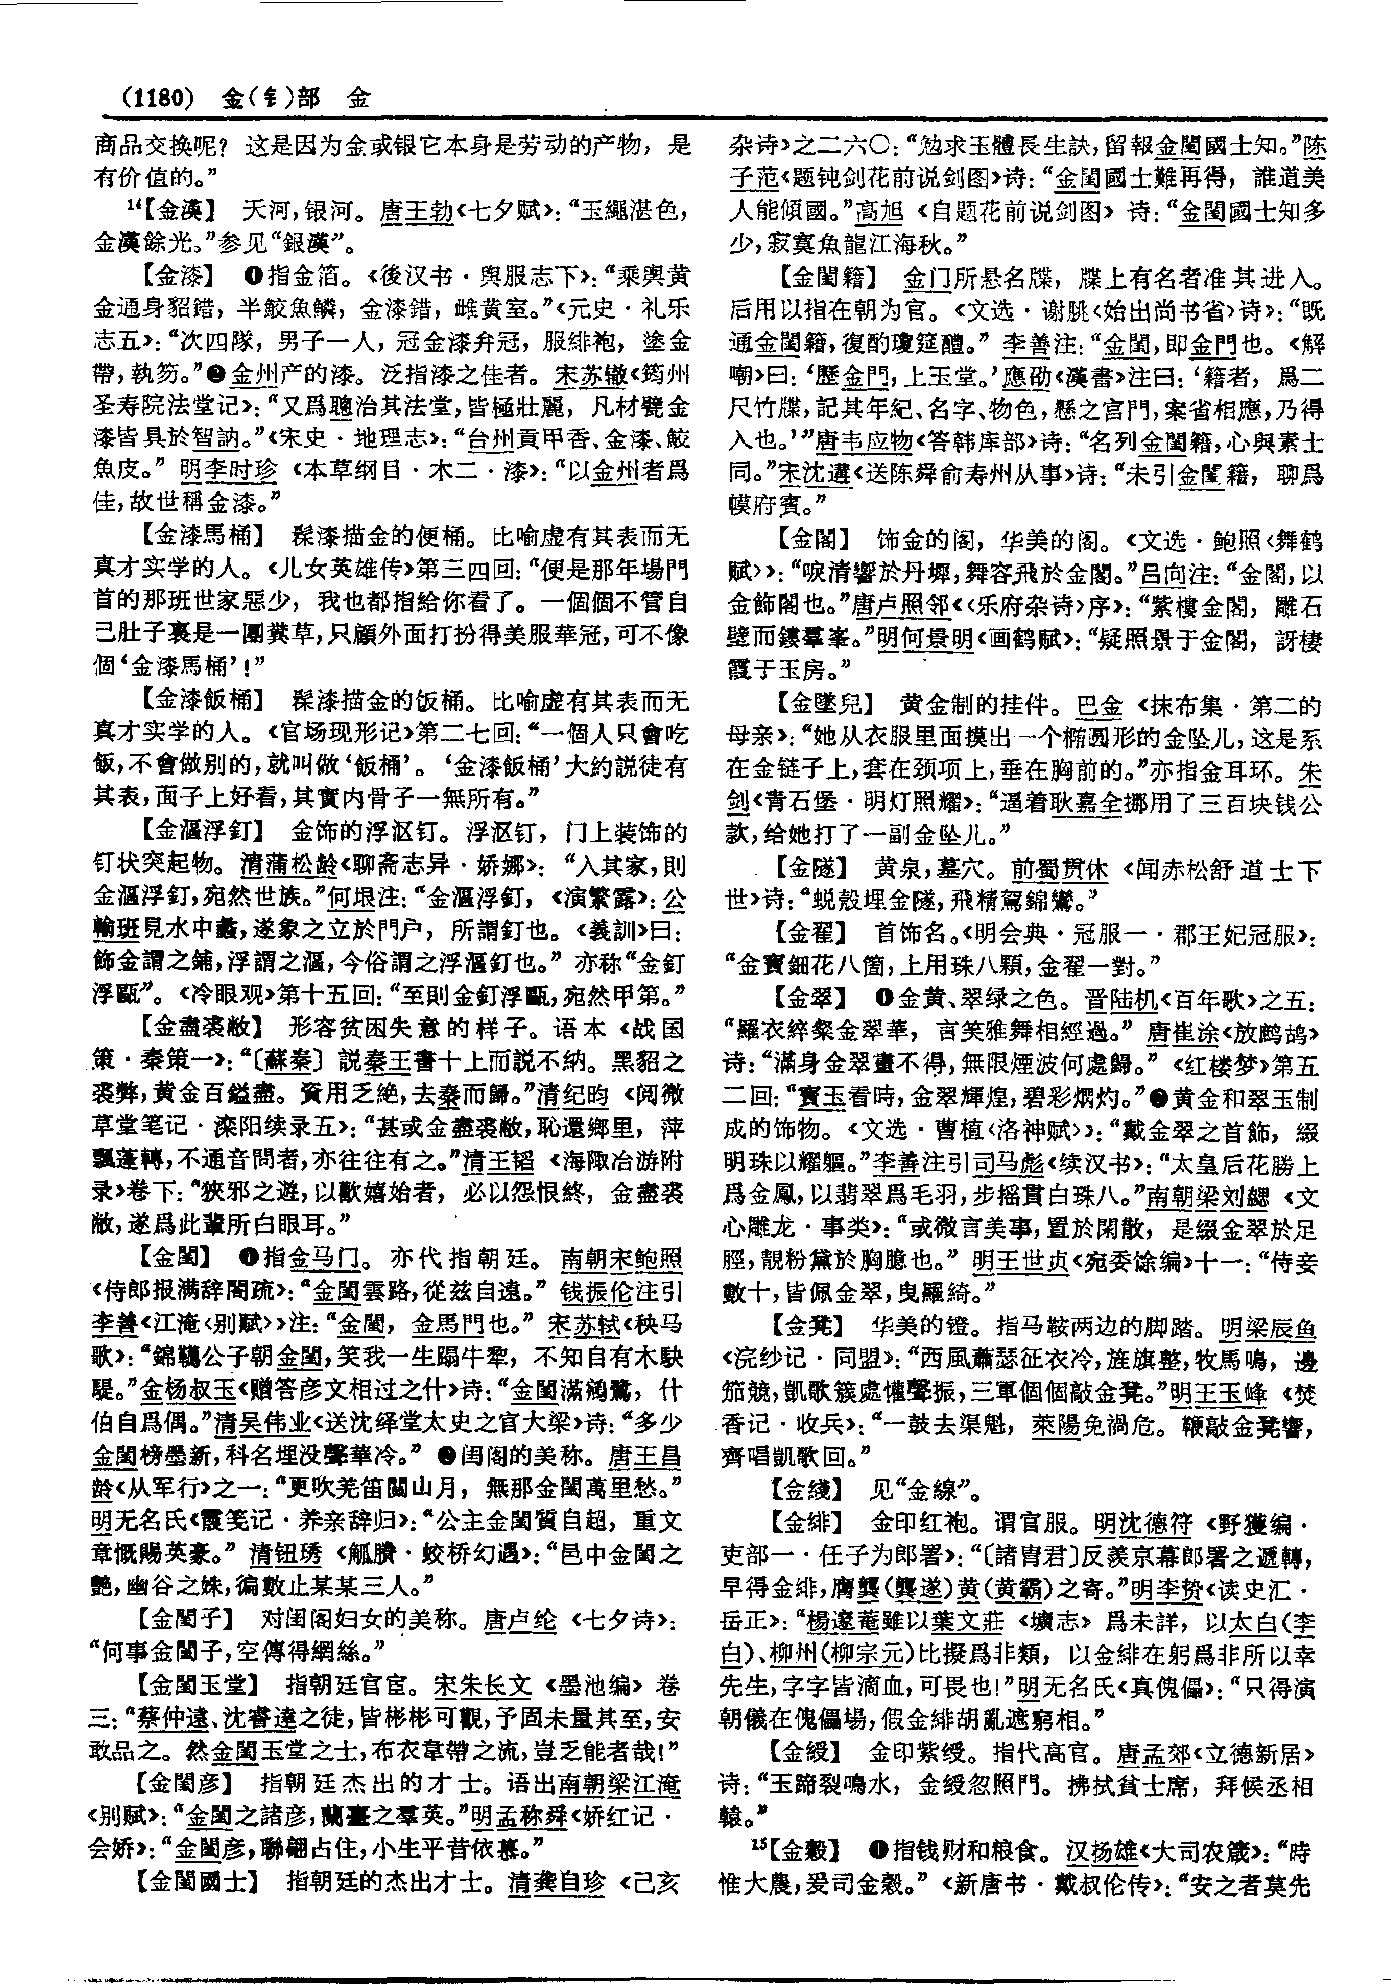 (1180) 金(钅)部 金
商品交换呢？这是因为金或银它本身是劳动的产物，是
有价值的。”
14【金漢】 天河，银河。唐王勃《七夕赋》：“玉繩湛色，
金漢餘光。”参见“銀漢”。
【金漆】 ❶指金箔。《後汉书·舆服志下》：“乘輿黄
金通身貂錯，半鮫魚鱗，金漆錯，雌黄室。”《元史·礼乐
志五》：“次四隊，男子一人，冠金漆弁冠，服緋袍，塗金
帶，執笏。”❷金州产的漆。泛指漆之佳者。宋苏辙《筠州
圣寿院法堂记》：“又爲聰治其法堂，皆極壯麗，凡材甓金
漆皆具於智訥。”《宋史·地理志》：“台州貢甲香、金漆、鮫
魚皮。”明李时珍《本草纲目·木二·漆》：“以金州者爲
佳，故世稱金漆。”
【金漆馬桶】 髹漆描金的便桶。比喻虚有其表而无
真才实学的人。《儿女英雄传》第三四回：“便是那年場門
首的那班世家惡少，我也都指給你看了。一個個不管自
己肚子裏是一團糞草，只顧外面打扮得美服華冠，可不像
個‘金漆馬桶’！”
【金漆飯桶】 髹漆描金的饭桶。比喻虚有其表而无
真才实学的人。《官场现形记》第二七回：“一個人只會吃
飯，不會做别的，就叫做‘飯桶’。‘金漆飯桶’大約説徒有
其表，面子上好看，其實内骨子一無所有。”
【金漚浮釘】 金饰的浮沤钉。浮沤钉，门上装饰的
钉状突起物。清蒲松龄《聊斋志异·娇娜》：“入其家，則
金漚浮釘，宛然世族。”何垠注：“金漚浮釘，《演繁露》：公
輸班見水中蠡，遂象之立於門户，所謂釘也。《義訓》曰：
飾金謂之鋪，浮謂之漚，今俗謂之浮漚釘也。”亦称“金釘
浮甌”。《冷眼观》第十五回：“至則金釘浮甌，宛然甲第。”
【金盡裘敝】 形容贫困失意的样子。语本《战国
策·秦策一》：“〔蘇秦〕説秦王書十上而説不納。黑貂之
裘弊，黄金百鎰盡。資用乏絶，去秦而歸。”清纪昀《阅微
草堂笔记·滦阳续录五》：“甚或金盡裘敝，恥還鄉里，萍
飄蓬轉，不通音問者，亦往往有之。”清王韬《海陬冶游附
录》卷下：“狹邪之遊，以歡嬉始者，必以怨恨終，金盡裘
敝，遂爲此輩所白眼耳。”
【金閨】 ❶指金马门。亦代指朝廷。南朝宋鲍照
《侍郎报满辞閤疏》：“金閨雲路，從兹自遠。”钱振伦注引
李善《江淹〈别赋〉》注：“金閨，金馬門也。”宋苏轼《秧马
歌》：“錦韉公子朝金閨，笑我一生蹋牛犂，不知自有木駃
騠。”金杨叔玉《赠答彦文相过之什》诗：“金閨滿鵷鷺，什
伯自爲偶。”清吴伟业《送沈绎堂太史之官大梁》诗：“多少
金閨榜墨新，科名埋没聲華冷。”❷闺阁的美称。唐王昌
龄《从军行》之一：“更吹羌笛關山月，無那金閨萬里愁。”
明无名氏《霞笺记·养亲辞归》：“公主金閨質自超，重文
章慨賜英豪。”清钮琇《觚賸·蛟桥幻遇》：“邑中金閨之
艷，幽谷之姝，徧數止某某三人。”
【金閨子】 对闺阁妇女的美称。唐卢纶《七夕诗》：
“何事金閨子，空傳得網絲。”
【金閨玉堂】 指朝廷官宦。宋朱长文《墨池编》卷
三：“蔡仲遠、沈睿達之徒，皆彬彬可觀，予固未量其至，安
敢品之。然金閨玉堂之士，布衣韋帶之流，豈乏能者哉！”
【金閨彦】 指朝廷杰出的才士。语出南朝梁江淹
《别赋》：“金閨之諸彦，蘭臺之羣英。”明孟称舜《娇红记·
会娇》：“金閨彦，聯翩占住，小生平昔依慕。”
【金閨國士】 指朝廷的杰出才士。清龚自珍《己亥
杂诗》之二六〇：“勉求玉體長生訣，留報金閨國士知。”陈
子范《题钝剑花前说剑图》诗：“金閨國士難再得，誰道美
人能傾國。”高旭《自题花前说剑图》诗：“金閨國士知多
少，寂寞魚龍江海秋。”
【金閨籍】 金门所悬名牒，牒上有名者准其进入。
后用以指在朝为官。《文选·谢朓〈始出尚书省〉诗》：“既
通金閨籍，復酌瓊筵醴。”李善注：“金閨，即金門也。《解
嘲》曰：‘歷金門，上玉堂。’應劭《漢書》注曰：‘籍者，爲二
尺竹牒，記其年紀、名字、物色，懸之宫門，案省相應，乃得
入也。’”唐韦应物《答韩库部》诗：“名列金閨籍，心與素士
同。”宋沈遘《送陈舜俞寿州从事》诗：“未引金閨籍，聊爲
幙府賓。”
【金閣】 饰金的阁，华美的阁。《文选·鲍照〈舞鹤
赋〉》：“唳清響於丹墀，舞容飛於金閣。”吕向注：“金閣，以
金飾閣也。”唐卢照邻《〈乐府杂诗〉序》：“紫樓金閣，雕石
壁而鏤羣峯。”明何景明《画鹤赋》：“疑照景于金閣，訝棲
霞于玉房。”
【金墜兒】 黄金制的挂件。巴金《抹布集·第二的
母亲》：“她从衣服里面摸出一个椭圆形的金坠儿，这是系
在金链子上，套在颈项上，垂在胸前的。”亦指金耳环。朱
剑《青石堡·明灯照耀》：“逼着耿嘉全挪用了三百块钱公
款，给她打了一副金坠儿。”
【金隧】 黄泉，墓穴。前蜀贯休《闻赤松舒道士下
世》诗：“蜕殼埋金隧，飛精駕錦鸞。”
【金翟】 首饰名。《明会典·冠服一·郡王妃冠服》：
“金寶鈿花八箇，上用珠八顆，金翟一對。”
【金翠】 ❶金黄、翠绿之色。晋陆机《百年歌》之五：
“羅衣綷粲金翠華，言笑雅舞相經過。”唐崔涂《放鹧鸪》
诗：“滿身金翠畫不得，無限煙波何處歸。”《红楼梦》第五
二回：“寶玉看時，金翠輝煌，碧彩烱灼。”❷黄金和翠玉制
成的饰物。《文选·曹植〈洛神赋〉》：“戴金翠之首飾，綴
明珠以耀軀。”李善注引司马彪《续汉书》：“太皇后花勝上
爲金鳳，以翡翠爲毛羽，步摇貫白珠八。”南朝梁刘勰《文
心雕龙·事类》：“或微言美事，置於閑散，是綴金翠於足
脛，靚粉黛於胸臆也。”明王世贞《宛委馀编》十一：“侍妾
數十，皆佩金翠，曳羅綺。”
【金凳】 华美的镫。指马鞍两边的脚踏。明梁辰鱼
《浣纱记·同盟》：“西風蕭瑟征衣冷，旌旗整，牧馬鳴，邊
笳競，凱歌簇處懽聲振，三軍個個敲金凳。”明王玉峰《焚
香记·收兵》：“一鼓去渠魁，萊陽免禍危。鞭敲金凳響，
齊唱凱歌回。”
【金綫】 见“金線”。
【金緋】 金印红袍。谓官服。明沈德符《野獲编·
吏部一·任子为郎署》：“〔諸胄君〕反羨京幕郎署之遞轉，
早得金緋，膺龔（龔遂）黄（黄霸）之寄。”明李贽《读史汇·
岳正》：“楊邃菴雖以葉文莊《壙志》爲未詳，以太白（李
白）、柳州（柳宗元）比擬爲非類，以金緋在躬爲非所以幸
先生，字字皆滴血，可畏也！”明无名氏《真傀儡》：“只得演
朝儀在傀儡場，假金緋胡亂遮窮相。”
【金綬】 金印紫绶。指代高官。唐孟郊《立德新居》
诗：“玉蹄裂鳴水，金綬忽照門。拂拭貧士席，拜候丞相
轅。”
15【金穀】 ❶指钱财和粮食。汉扬雄《大司农箴》：“時
惟大農，爰司金穀。”《新唐书·戴叔伦传》：“安之者莫先